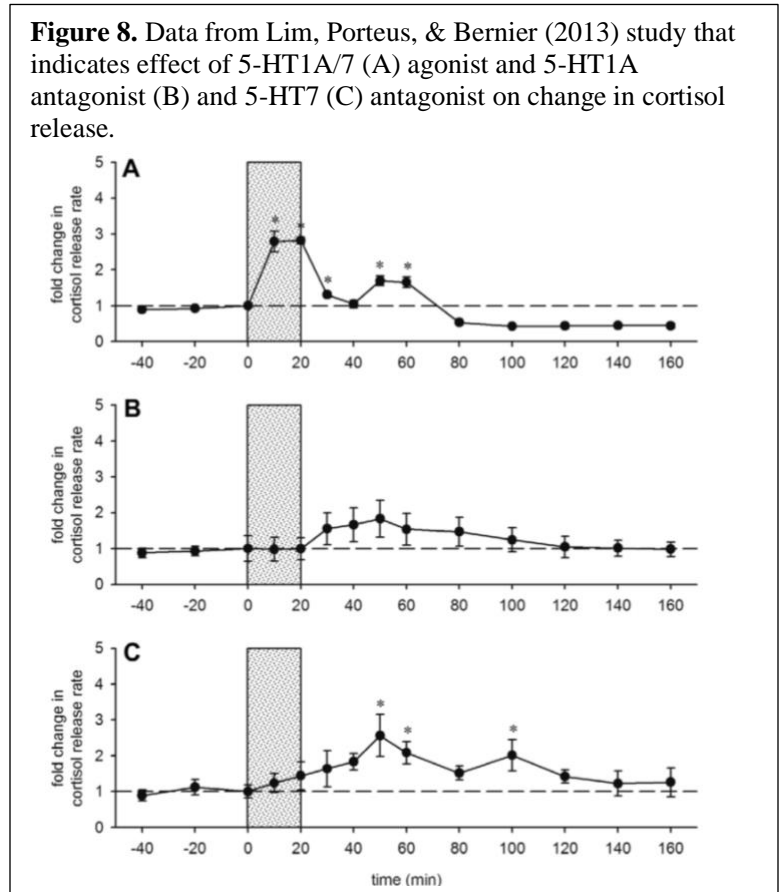 Figure 8. Data from Lim, Porteus, & Bernier (2013) study that
indicates effect of 5-HT1A/7 (A) agonist and 5-HT1A
antagonist (B) and 5-HT7 (C) antagonist on change in cortisol
release.
A
fold change in
cortisol release rate
5
4
3
2
1
0
* * * * *
-40 -20 0 20 40 60 80 100 120 140 160
B
fold change in
cortisol release rate
5
4
3
2
1
0
-40 -20 0 20 40 60 80 100 120 140 160
C
fold change in
cortisol release rate
5
4
3
2
1
0
* * *
-40 -20 0 20 40 60 80 100 120 140 160
time (min)